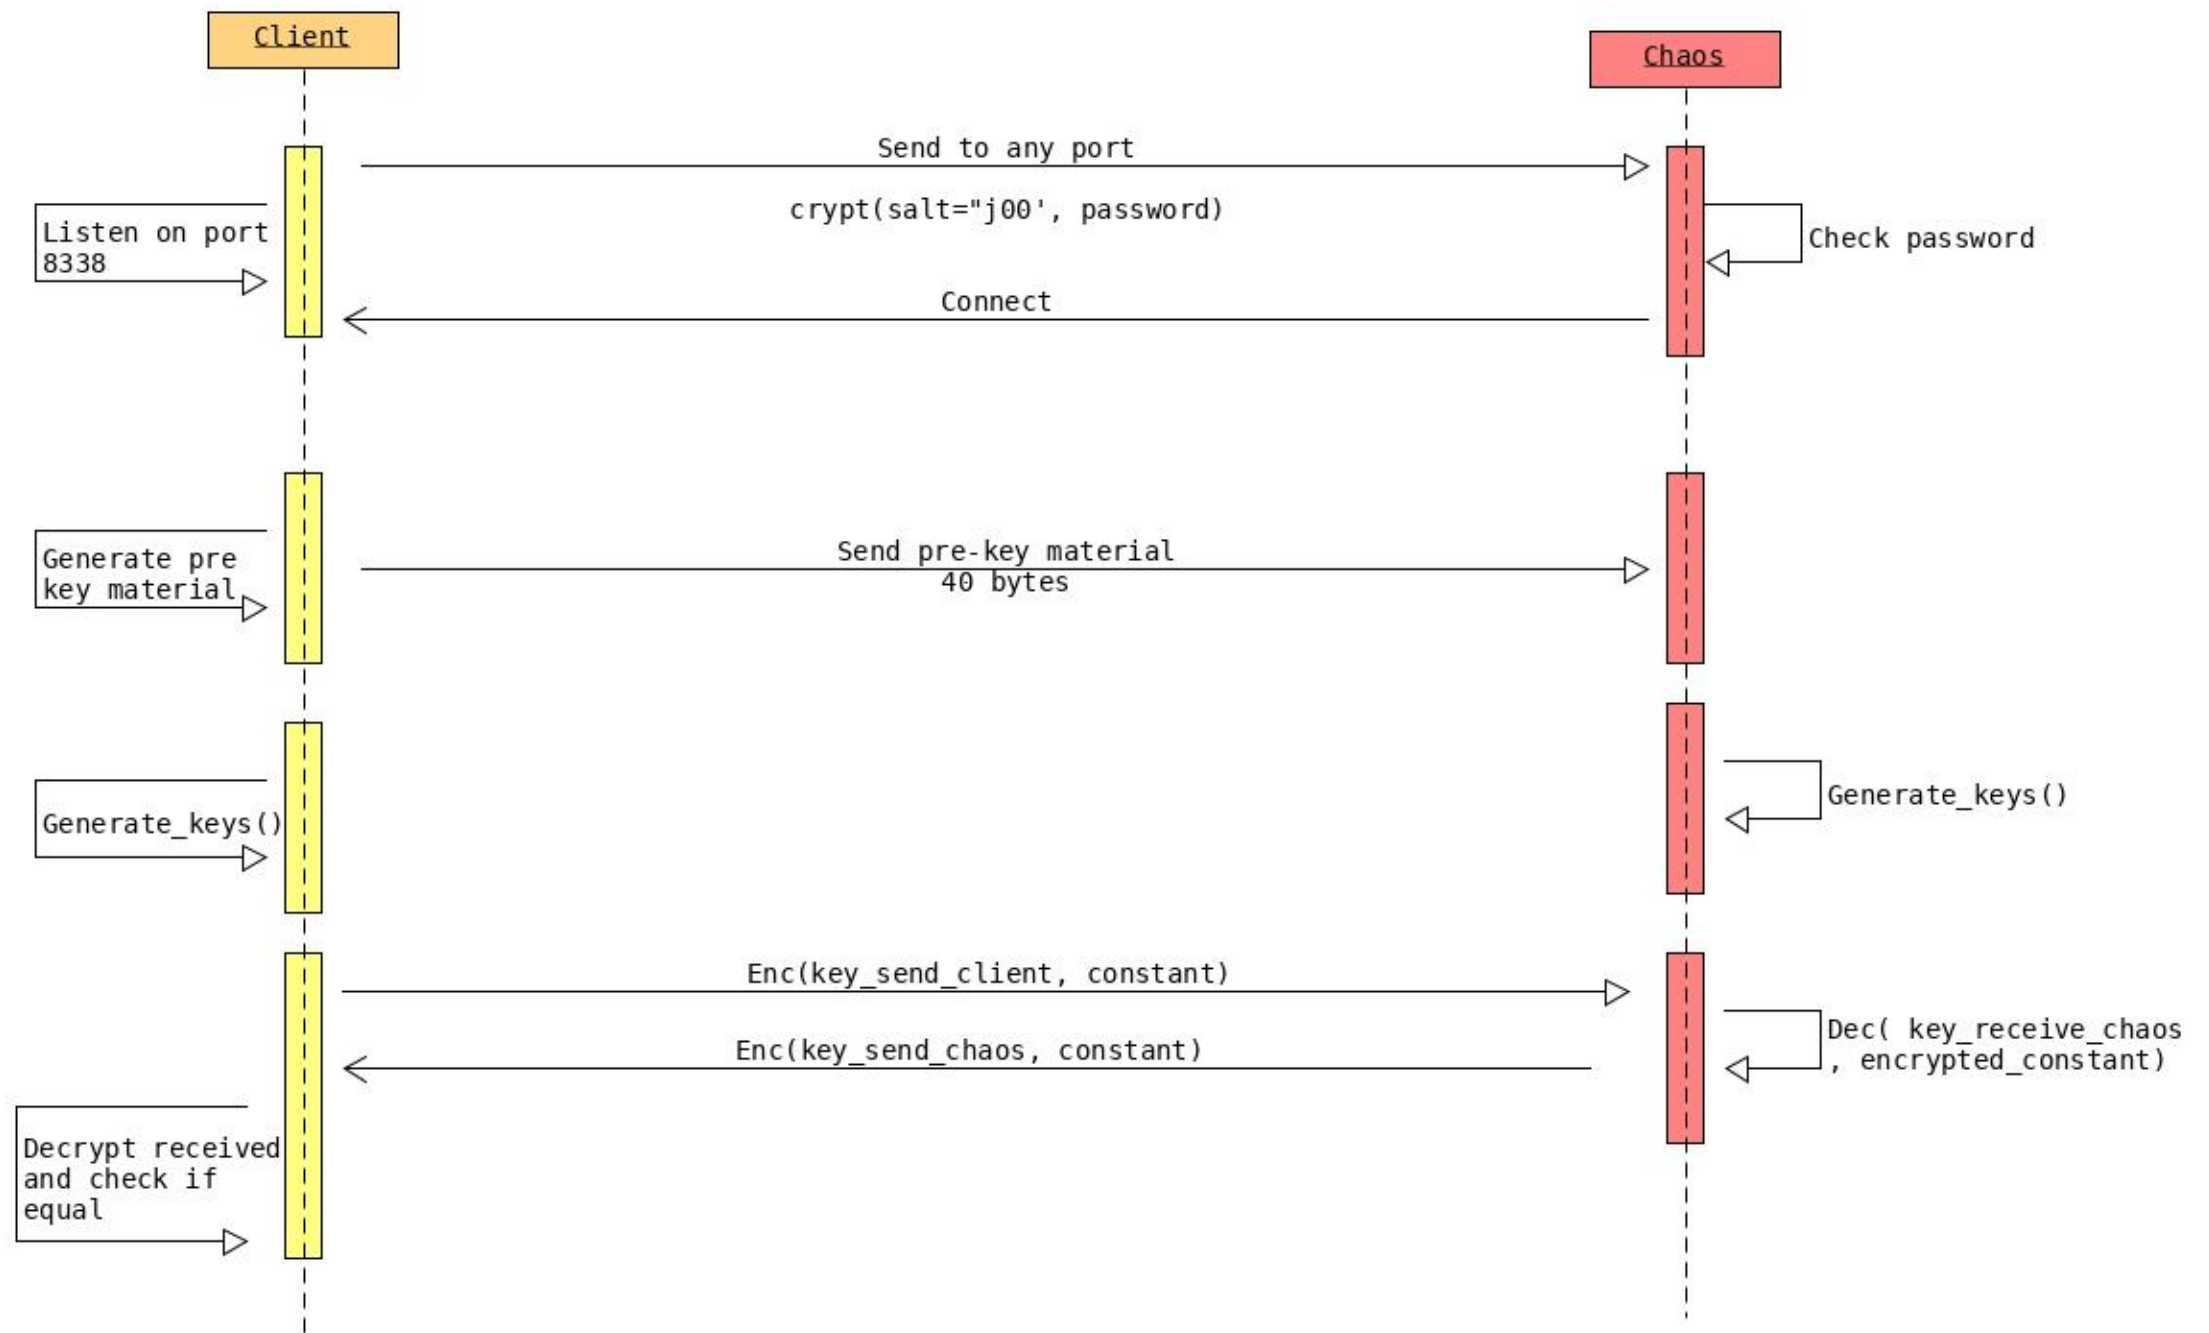 Client
Chaos
Send to any port
crypt(salt="j00', password)
Listen on port
8338
Check password
Connect
Generate pre
key material
Send pre-key material
40 bytes
Generate_keys()
Generate_keys()
Enc(key_send_client, constant)
Dec( key_receive_chaos
, encrypted_constant)
Enc(key_send_chaos, constant)
Decrypt received
and check if
equal